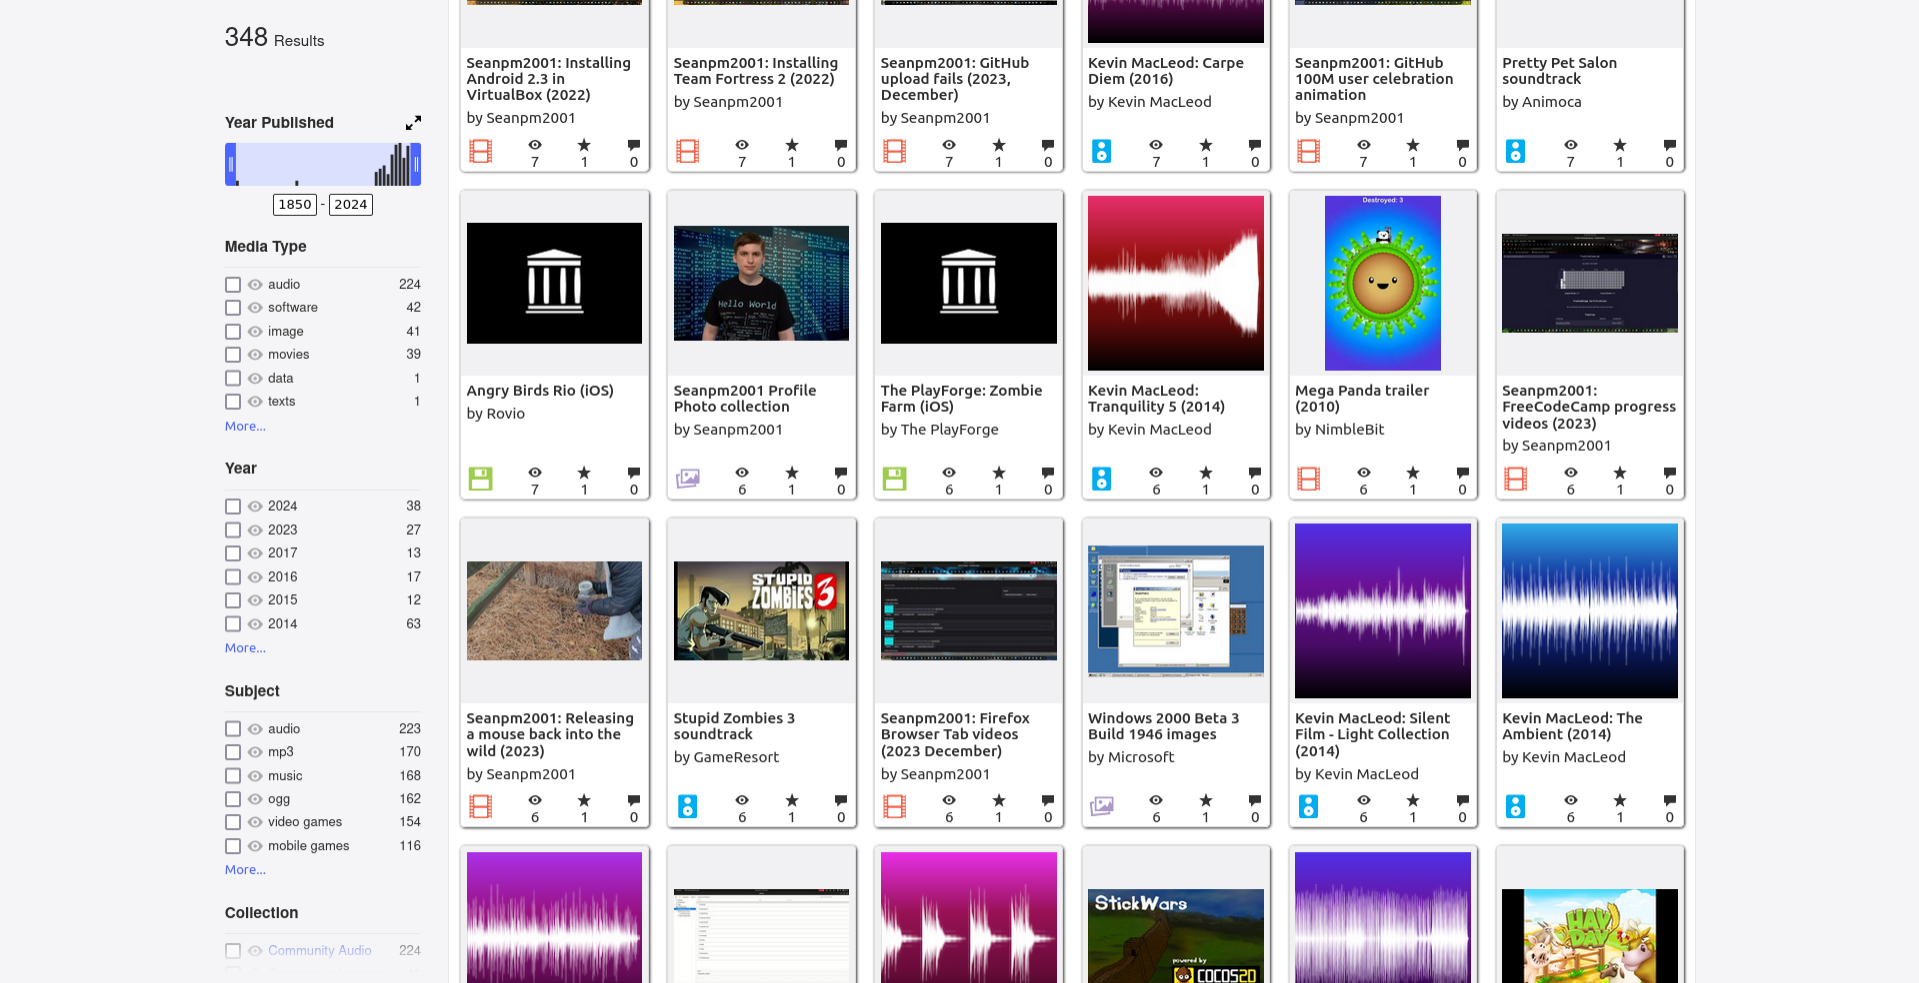 348 Results
Year Published
1850 - 2024
Media Type
audio 224
software 42
image 41
movies 39
data 1
texts 1
More...
Year
2024 38
2023 27
2017 13
2016 17
2015 12
2014 63
More...
Subject
audio 223
mp3 170
music 168
ogg 162
video games 154
mobile games 116
More...
Collection
Community Audio 224
Seanpm2001: Installing
Android 2.3 in
VirtualBox (2022)
by Seanpm2001
7 1 0
Seanpm2001: Installing
Team Fortress 2 (2022)
by Seanpm2001
7 1 0
Seanpm2001: GitHub
upload fails (2023,
December)
by Seanpm2001
7 1 0
Kevin MacLeod: Carpe
Diem (2016)
by Kevin MacLeod
7 1 0
Seanpm2001: GitHub
100M user celebration
animation
by Seanpm2001
7 1 0
Pretty Pet Salon
soundtrack
by Animoca
7 1 0
Angry Birds Rio (iOS)
by Rovio
7 1 0
Hello World
Seanpm2001 Profile
Photo collection
by Seanpm2001
6 1 0
The PlayForge: Zombie
Farm (iOS)
by The PlayForge
6 1 0
Kevin MacLeod:
Tranquility 5 (2014)
by Kevin MacLeod
6 1 0
Destroyed: 3
Mega Panda trailer
(2010)
by NimbleBit
6 1 0
Seanpm2001:
FreeCodeCamp progress
videos (2023)
by Seanpm2001
6 1 0
Seanpm2001: Releasing
a mouse back into the
wild (2023)
by Seanpm2001
6 1 0
STUPID
ZOMBIES 3
Stupid Zombies 3
soundtrack
by GameResort
6 1 0
Seanpm2001: Firefox
Browser Tab videos
(2023 December)
by Seanpm2001
6 1 0
Windows 2000 Beta 3
Build 1946 images
by Microsoft
6 1 0
Kevin MacLeod: Silent
Film - Light Collection
(2014)
by Kevin MacLeod
6 1 0
Kevin MacLeod: The
Ambient (2014)
by Kevin MacLeod
6 1 0
StickWars
powered by
COCOS2D
HAY
DAY